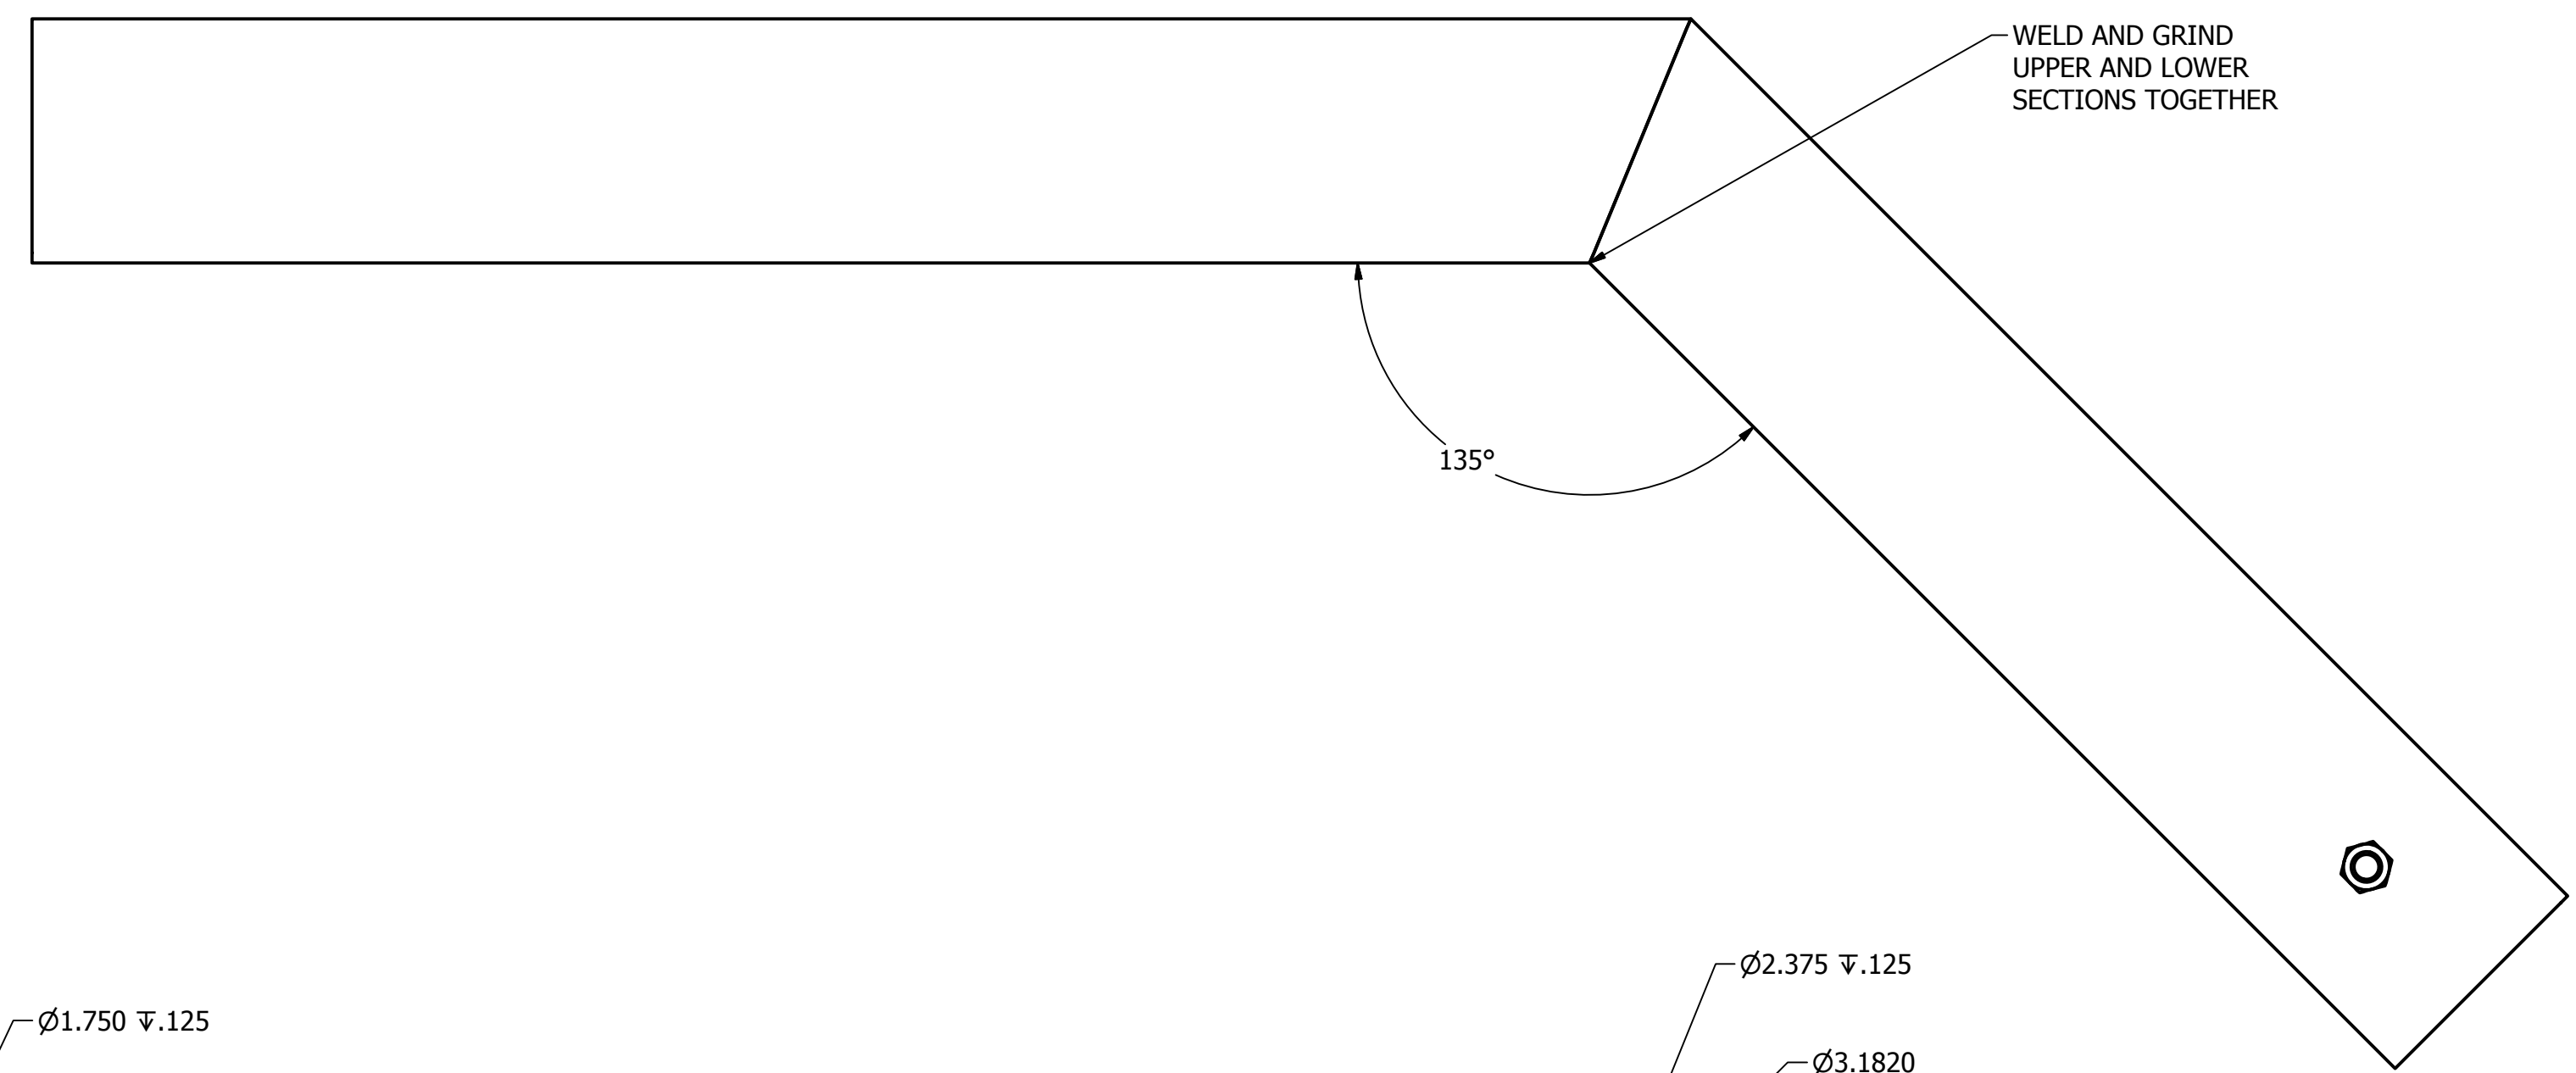 WELD AND GRIND
UPPER AND LOWER
SECTIONS TOGETHER
135°
Ø2.375 ↧.125
Ø1.750 ↧.125
Ø3.1820